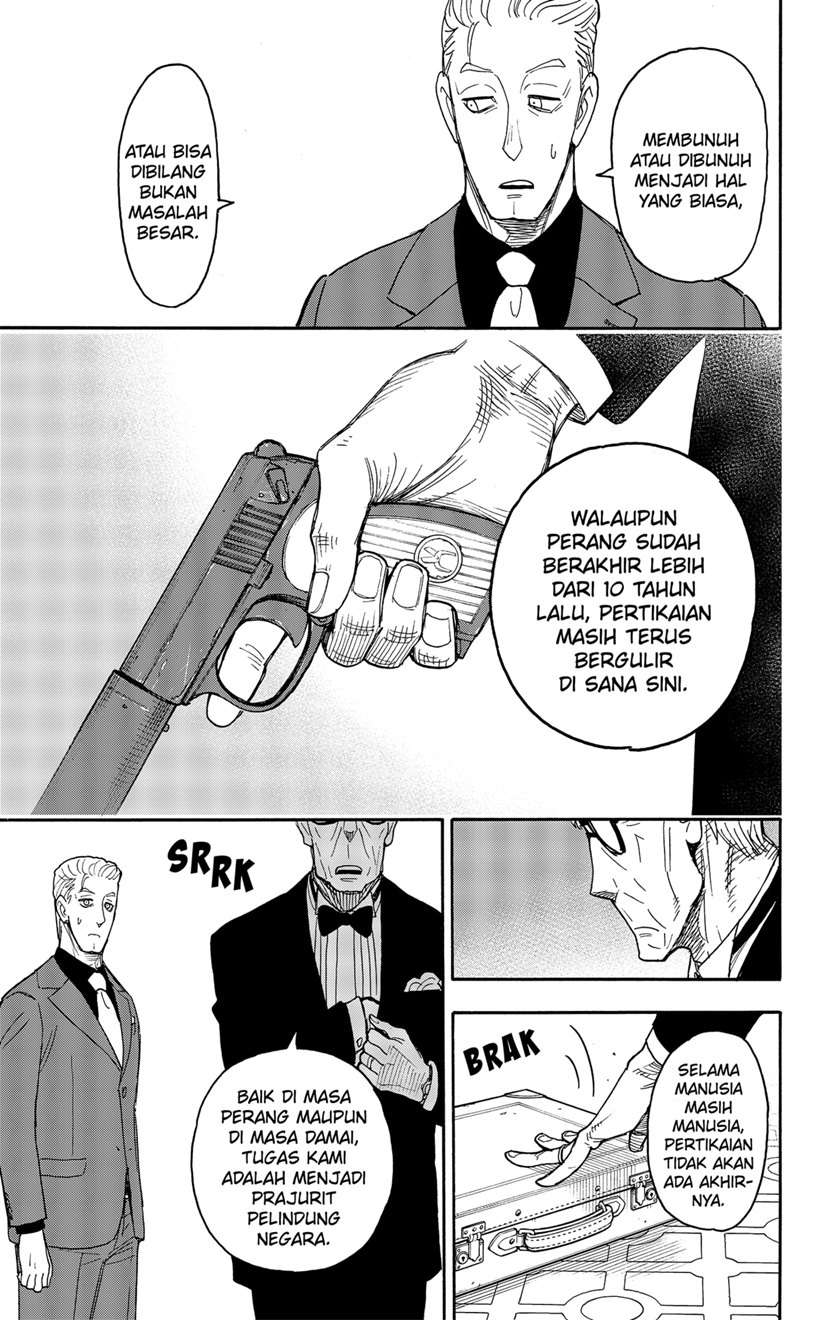 MEMBUNUH
ATAU DIBUNUH
MENJADI HAL
YANG BIASA,
ATAU BISA
DIBILANG
BUKAN
MASALAH
BESAR.
WALAUPUN
PERANG SUDAH
BERAKHIR LEBIH
DARI 10 TAHUN
LALU, PERTIKAIAN
MASIH TERUS
BERGULIR
DI SANA SINI.
BRAK
SELAMA
MANUSIA
MASIH
MANUSIA,
PERTIKAIAN
TIDAK AKAN
ADA AKHIR-
NYA.
SRRK
BAIK DI MASA
PERANG MAUPUN
DI MASA DAMAI,
TUGAS KAMI
ADALAH MENJADI
PRAJURIT
PELINDUNG
NEGARA.